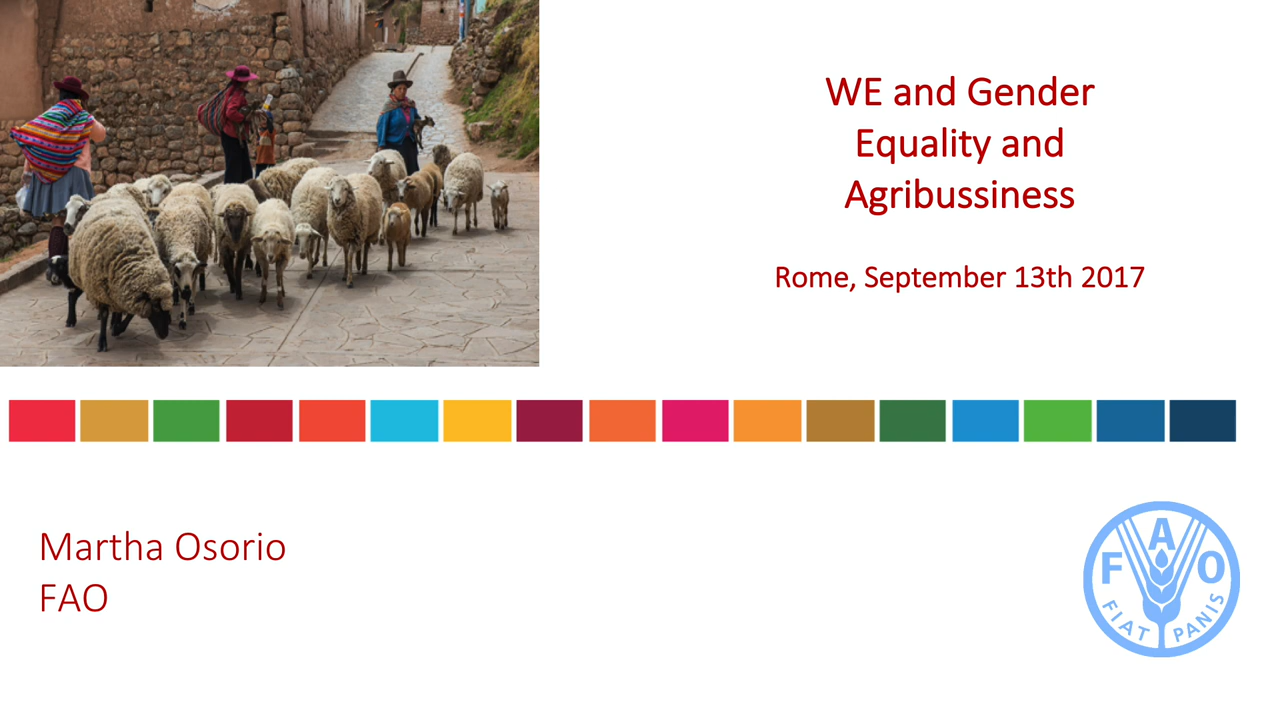 WE and Gender
Equality and
Agribussiness
Rome, September 13th 2017
Martha Osorio
FAO
F A O
FIAT PANIS